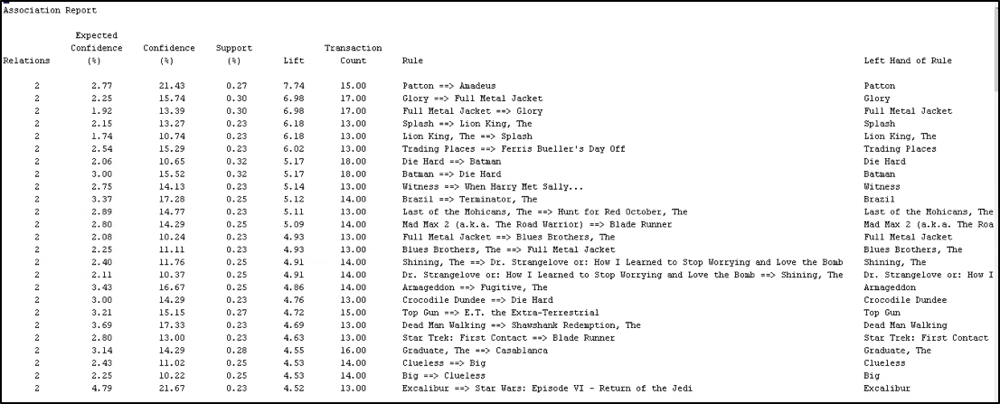 Association Report
Expected
Confidence Confidence Support Transaction
Relations (%) (%) (%) Lift Count Rule Left Hand of Rule
2 2.77 21.43 0.27 7.74 15.00 Patton ==> Amadeus Patton
2 2.25 15.74 0.30 6.98 17.00 Glory ==> Full Metal Jacket Glory
2 1.92 13.39 0.30 6.98 17.00 Full Metal Jacket ==> Glory Full Metal Jacket
2 2.15 13.27 0.23 6.18 13.00 Splash ==> Lion King, The Splash
2 1.74 10.74 0.23 6.18 13.00 Lion King, The ==> Splash Lion King, The
2 2.54 15.29 0.23 6.02 13.00 Trading Places ==> Ferris Bueller's Day Off Trading Places
2 2.06 10.65 0.32 5.17 18.00 Die Hard ==> Batman Die Hard
2 3.00 15.52 0.32 5.17 18.00 Batman ==> Die Hard Batman
2 2.75 14.13 0.23 5.14 13.00 Witness ==> When Harry Met Sally... Witness
2 3.37 17.28 0.25 5.12 14.00 Brazil ==> Terminator, The Brazil
2 2.89 14.77 0.23 5.11 13.00 Last of the Mohicans, The ==> Hunt for Red October, The Last of the Mohicans, The
2 2.80 14.29 0.25 5.09 14.00 Mad Max 2 (a.k.a. The Road Warrior) ==> Blade Runner Mad Max 2 (a.k.a. The Roa
2 2.08 10.24 0.23 4.93 13.00 Full Metal Jacket ==> Blues Brothers, The Full Metal Jacket
2 2.25 11.11 0.23 4.93 13.00 Blues Brothers, The ==> Full Metal Jacket Blues Brothers, The
2 2.40 11.76 0.25 4.91 14.00 Shining, The ==> Dr. Strangelove or: How I Learned to Stop Worrying and Love the Bomb Shining, The
2 2.11 10.37 0.25 4.91 14.00 Dr. Strangelove or: How I Learned to Stop Worrying and Love the Bomb ==> Shining, The Dr. Strangelove or: How I
2 3.43 16.67 0.25 4.86 14.00 Armageddon ==> Fugitive, The Armageddon
2 3.00 14.29 0.23 4.76 13.00 Crocodile Dundee ==> Die Hard Crocodile Dundee
2 3.21 15.15 0.27 4.72 15.00 Top Gun ==> E.T. the Extra-Terrestrial Top Gun
2 3.69 17.33 0.23 4.69 13.00 Dead Man Walking ==> Shawshank Redemption, The Dead Man Walking
2 2.80 13.00 0.23 4.63 13.00 Star Trek: First Contact ==> Blade Runner Star Trek: First Contact
2 3.14 14.29 0.28 4.55 16.00 Graduate, The ==> Casablanca Graduate, The
2 2.43 11.02 0.25 4.53 14.00 Clueless ==> Big Clueless
2 2.25 10.22 0.25 4.53 14.00 Big ==> Clueless Big
2 4.79 21.67 0.23 4.52 13.00 Excalibur ==> Star Wars: Episode VI - Return of the Jedi Excalibur